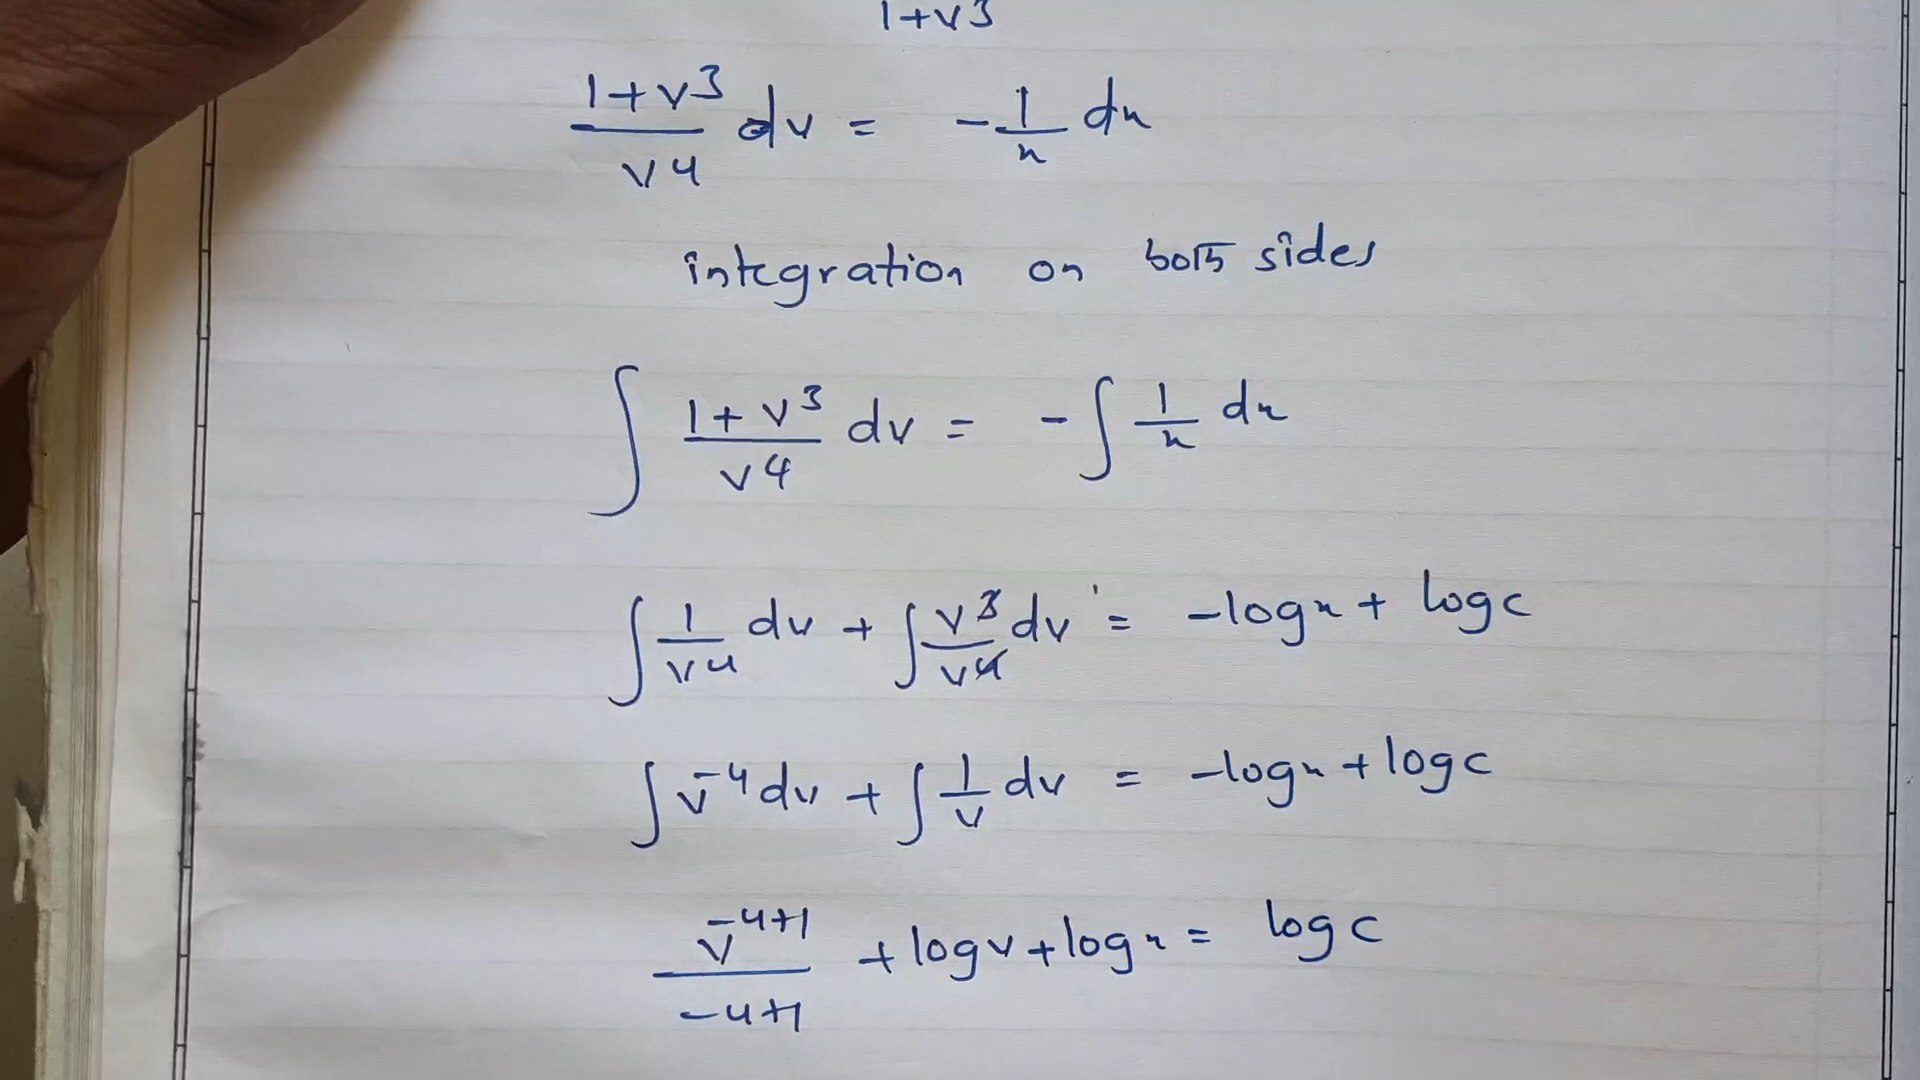 1+v3
1+v³/v4 dv = -1/x dx
integration on both sides
∫ 1+v³/v4 dv = -∫ 1/x dx
∫ 1/v4 dv + ∫ v3/v4 dv = -logx + logc
∫ v-4 dv + ∫ 1/v dv = -logx + logc
v-4+1/-4+1 + logv + logx = logc